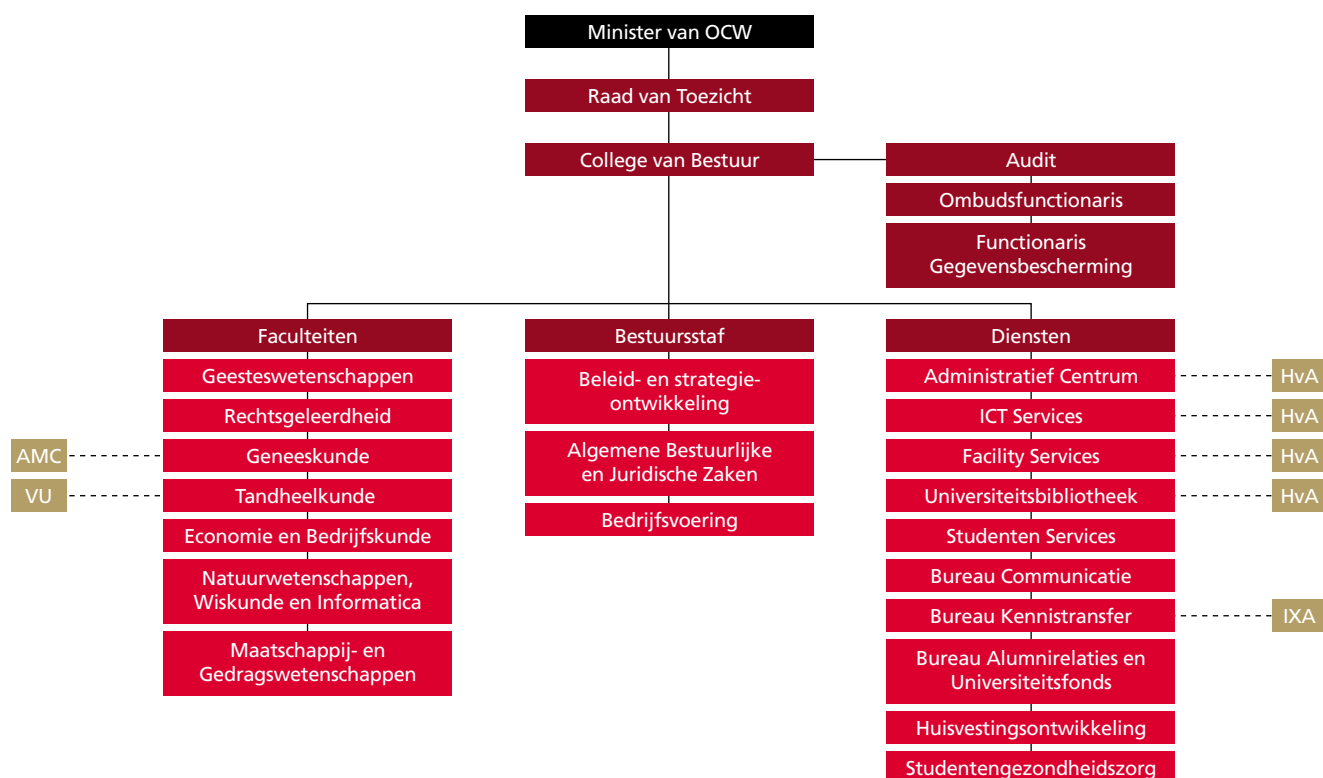 Minister van OCW
Raad van Toezicht
College van Bestuur
Audit
Ombudsfunctionaris
Functionaris
Gegevensbescherming
Faculteiten
Geesteswetenschappen
Rechtsgeleerdheid
AMC
Geneeskunde
VU
Tandheelkunde
Economie en Bedrijfskunde
Natuurwetenschappen,
Wiskunde en Informatica
Maatschappij- en
Gedragswetenschappen
Bestuursstaf
Beleid- en strategie-
ontwikkeling
Algemene Bestuurlijke
en Juridische Zaken
Bedrijfsvoering
Diensten
Administratief Centrum
HvA
ICT Services
HvA
Facility Services
HvA
Universiteitsbibliotheek
HvA
Studenten Services
Bureau Communicatie
Bureau Kennistransfer
IXA
Bureau Alumnirelaties en
Universiteitsfonds
Huisvestingsontwikkeling
Studentengezondheidszorg